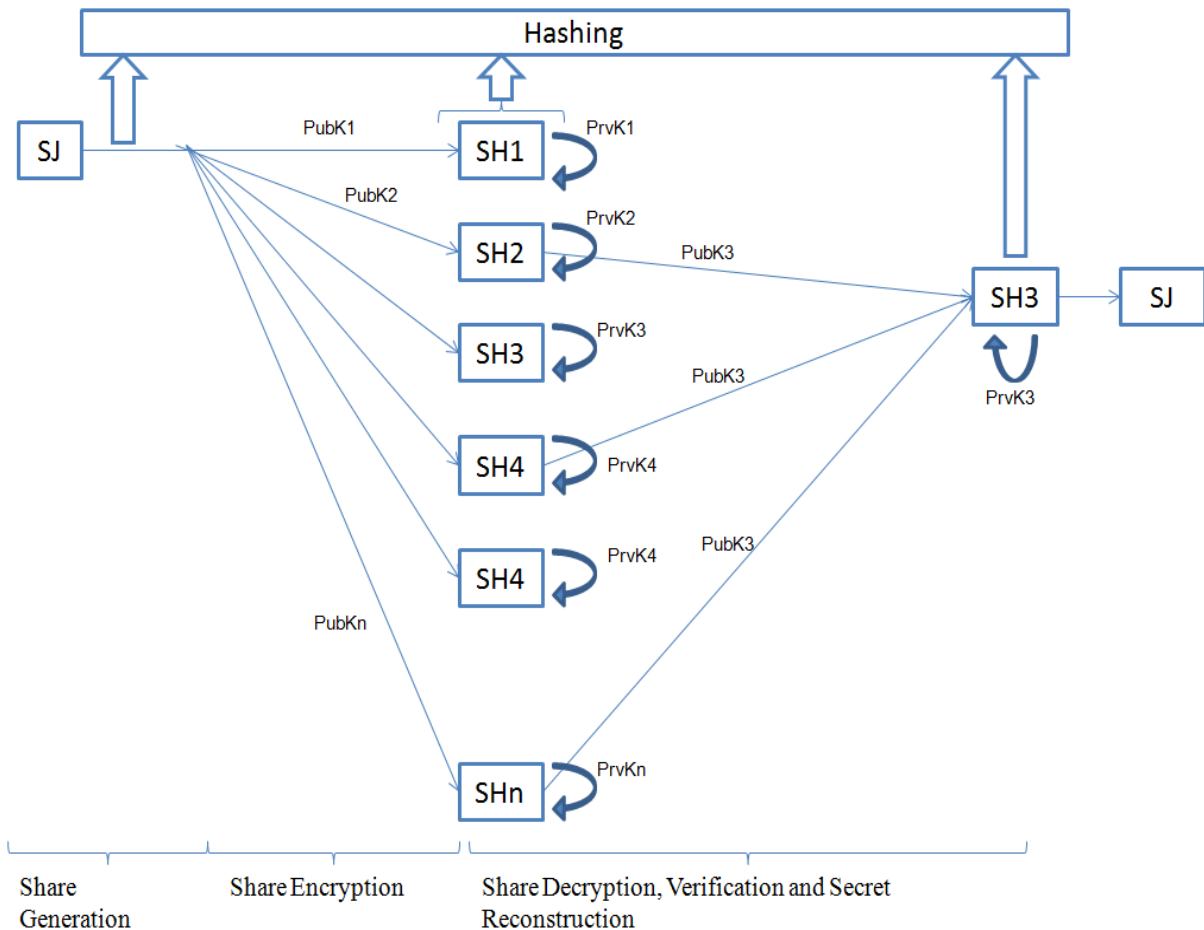 Hashing
SJ
PubK1
SH1
PrvK1
PubK2
SH2
PrvK2
PubK3
SH3
PrvK3
PubK3
SH4
PrvK4
PubK3
SH4
PrvK4
PubKn
SHn
PrvKn
SH3
SJ
PrvK3
Share
Generation
Share Encryption
Share Decryption, Verification and Secret
Reconstruction